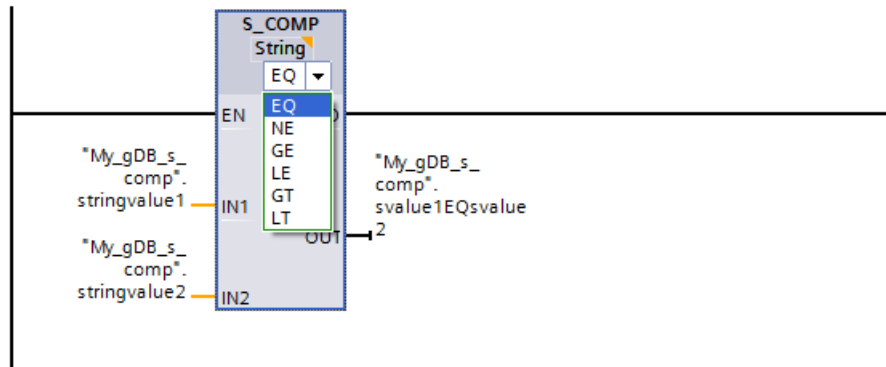 S_COMP
String
EQ
EN
EQ
NE
GE
LE
GT
LT
"My_gDB_s_
comp".
stringvalue1
IN1
"My_gDB_s_
comp".
svalue1EQsvalue
2
OUT
"My_gDB_s_
comp".
stringvalue2
IN2